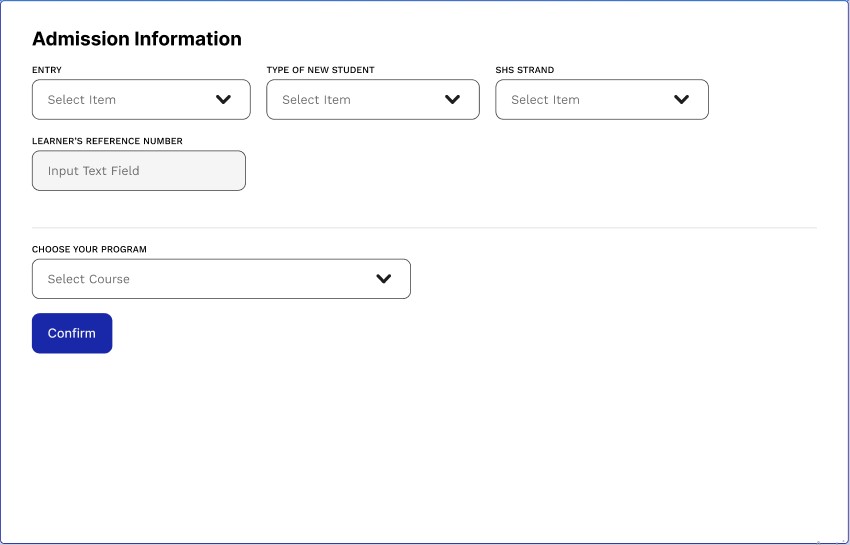 Admission Information
ENTRY TYPE OF NEW STUDENT SHS STRAND
Select Item Select Item Select Item
LEARNER'S REFERENCE NUMBER
Input Text Field
CHOOSE YOUR PROGRAM
Select Course
Confirm